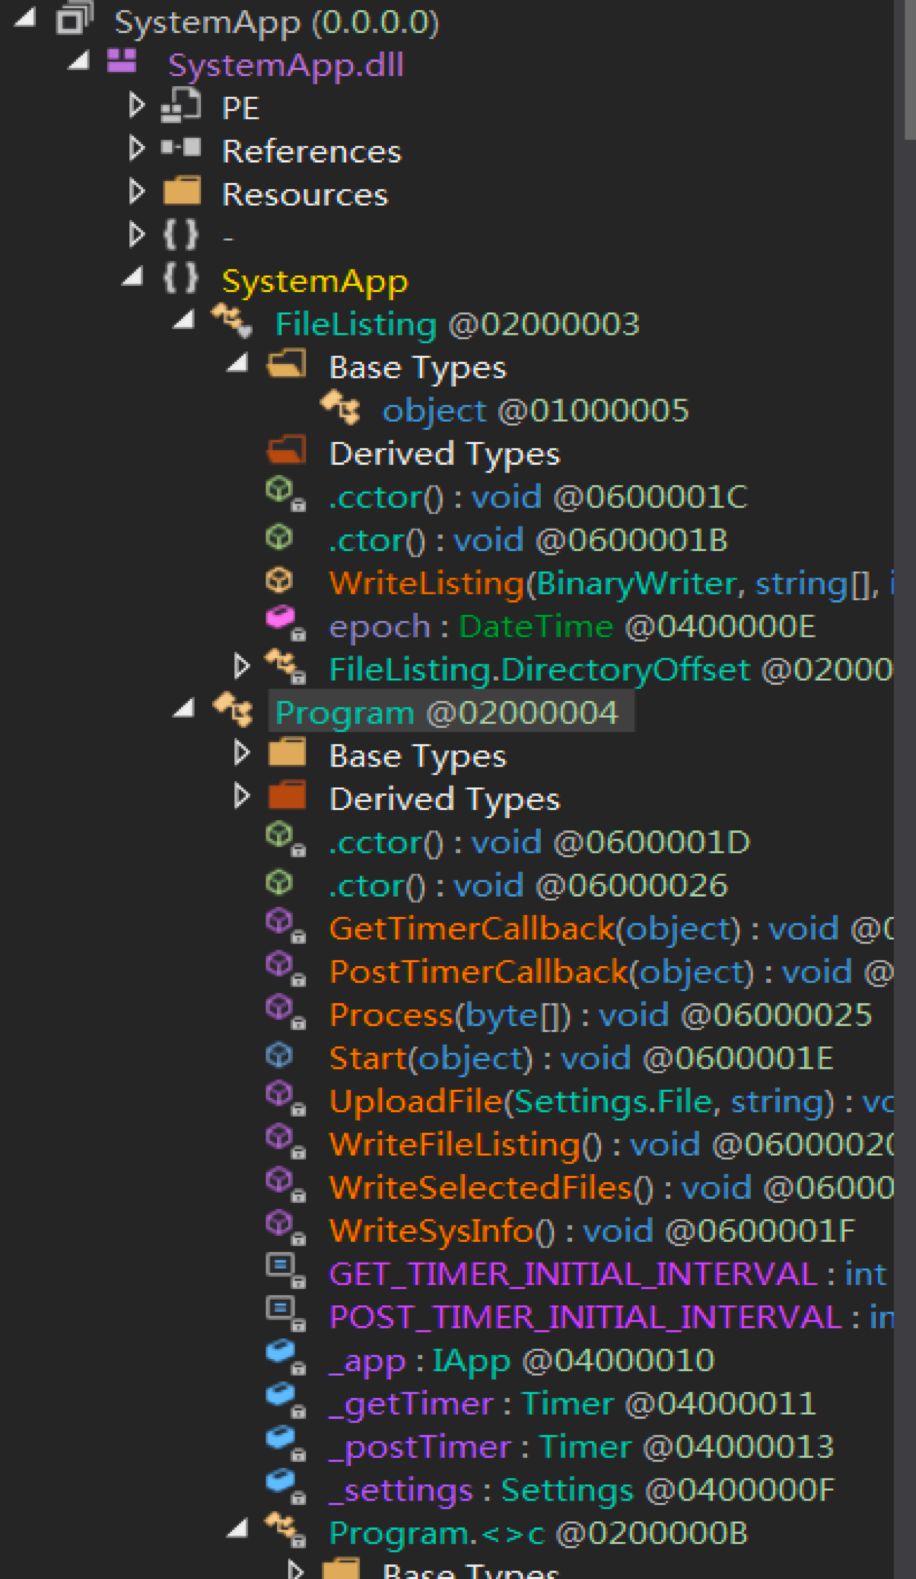 SystemApp (0.0.0.0)
SystemApp.dll
PE
References
Resources
{ } -
{ } SystemApp
FileListing @02000003
Base Types
object @01000005
Derived Types
.cctor() : void @0600001C
.ctor() : void @0600001B
WriteListing(BinaryWriter, string[], i
epoch : DateTime @0400000E
FileListing.DirectoryOffset @02000
Program @02000004
Base Types
Derived Types
.cctor() : void @0600001D
.ctor() : void @06000026
GetTimerCallback(object) : void @0
PostTimerCallback(object) : void @
Process(byte[]) : void @06000025
Start(object) : void @0600001E
UploadFile(Settings.File, string) : vo
WriteFileListing() : void @06000020
WriteSelectedFiles() : void @06000
WriteSysInfo() : void @0600001F
GET_TIMER_INITIAL_INTERVAL : int
POST_TIMER_INITIAL_INTERVAL : in
_app : IApp @04000010
_getTimer : Timer @04000011
_postTimer : Timer @04000013
_settings : Settings @0400000F
Program.<>c @0200000B
Base Types